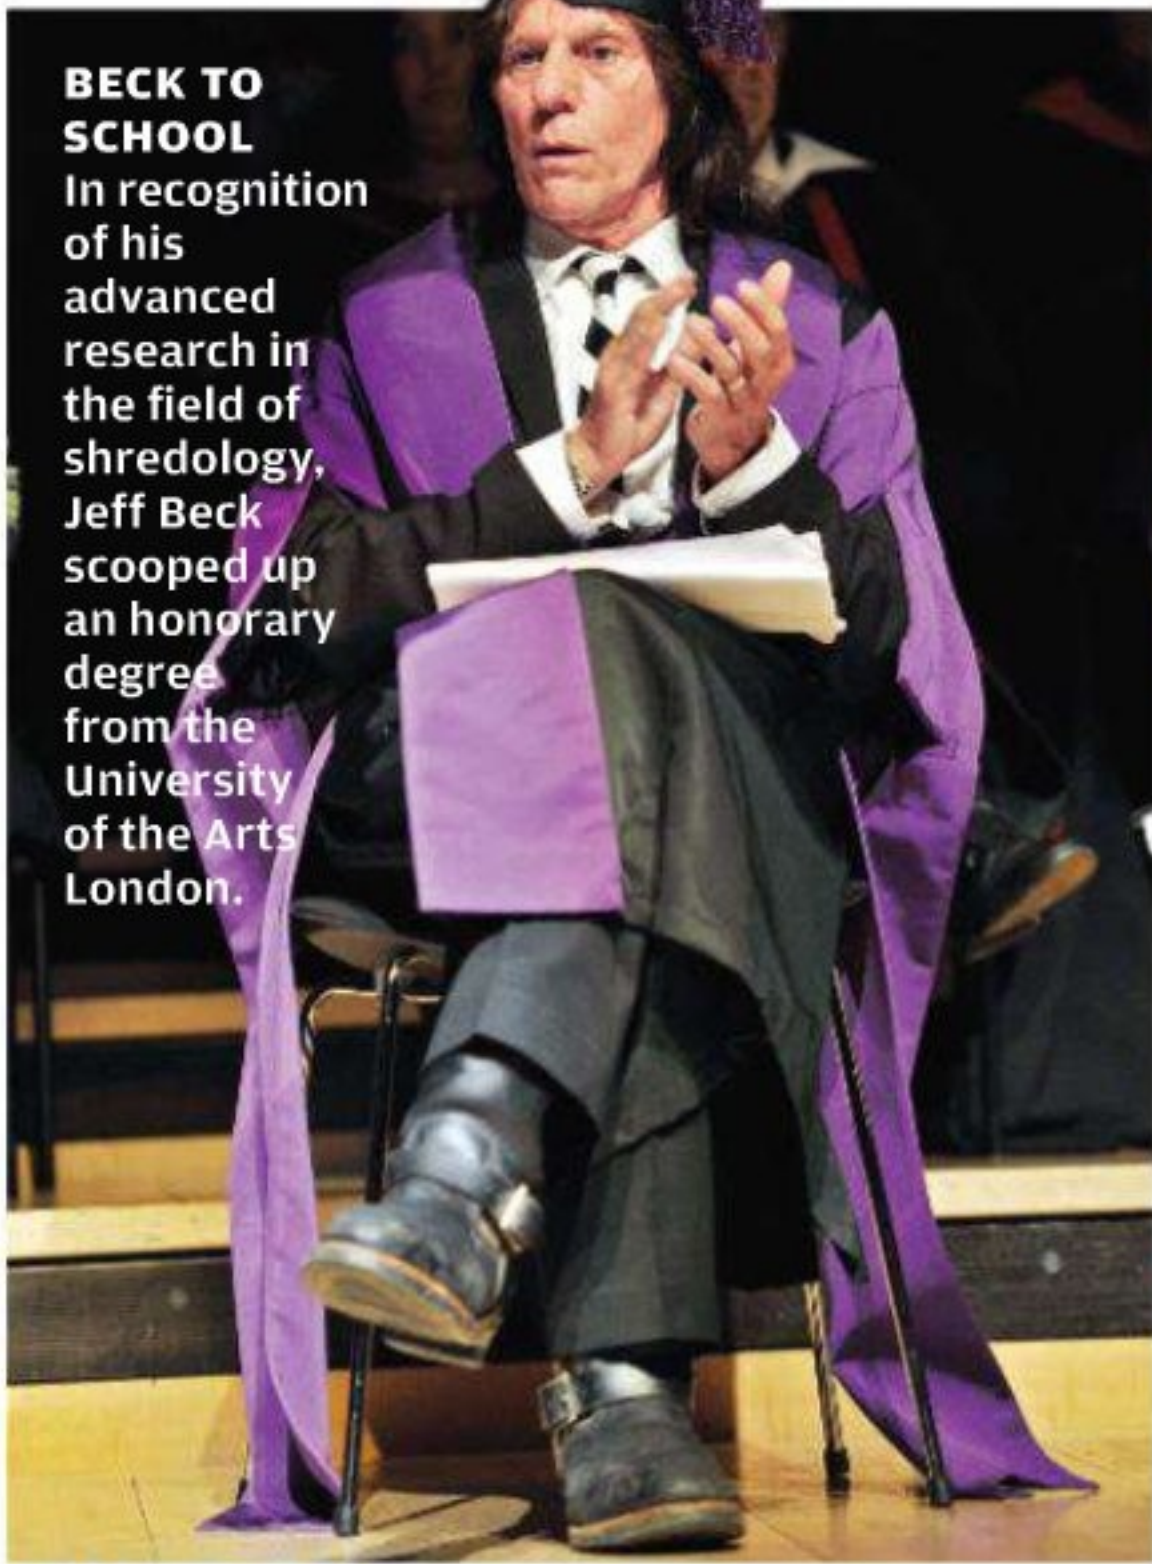 BECK TO
SCHOOL
In recognition
of his
advanced
research in
the field of
shredology,
Jeff Beck
scooped up
an honorary
degree
from the
University
of the Arts
London.